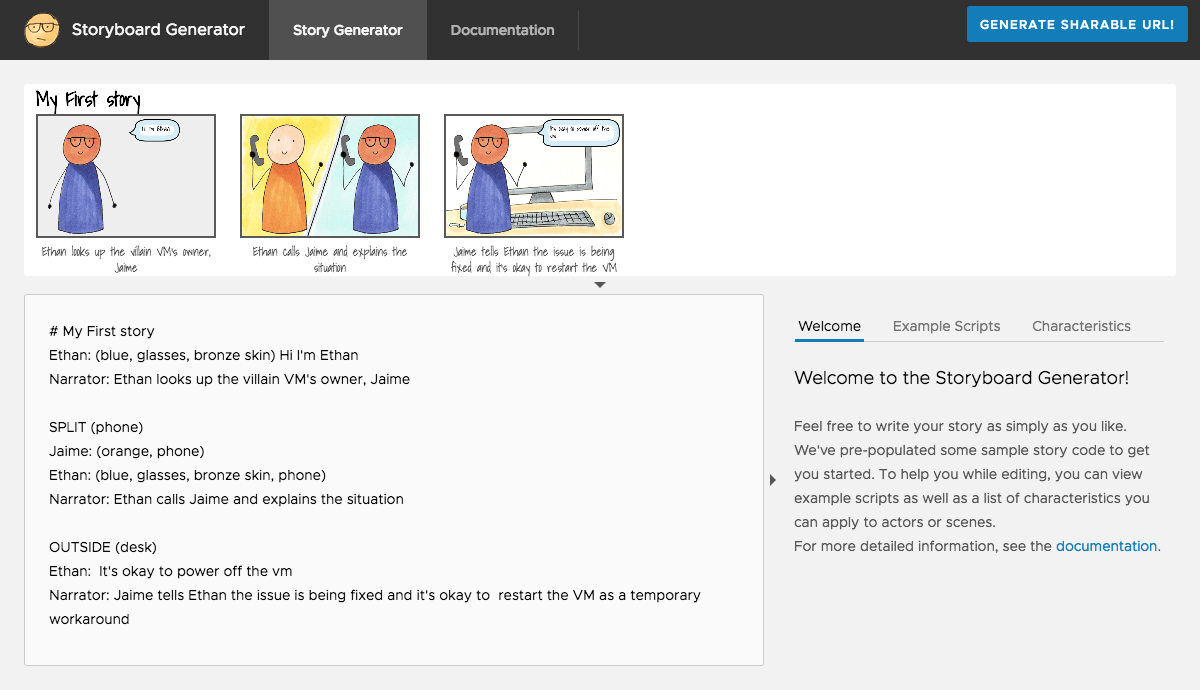 Storyboard Generator
Story Generator
Documentation
GENERATE SHARABLE URL!
My First story
Hi I'm Ethan
It's okay to power off the
vm
Ethan looks up the villain VM's owner,
Jaime
Ethan calls Jaime and explains the
situation
Jaime tells Ethan the issue is being
fixed and it's okay to restart the VM
# My First story
Ethan: (blue, glasses, bronze skin) Hi I'm Ethan
Narrator: Ethan looks up the villain VM's owner, Jaime
SPLIT (phone)
Jaime: (orange, phone)
Ethan: (blue, glasses, bronze skin, phone)
Narrator: Ethan calls Jaime and explains the situation
OUTSIDE (desk)
Ethan:  It's okay to power off the vm
Narrator: Jaime tells Ethan the issue is being fixed and it's okay to  restart the VM as a temporary
workaround
Welcome
Example Scripts
Characteristics
Welcome to the Storyboard Generator!
Feel free to write your story as simply as you like.
We've pre-populated some sample story code to get
you started. To help you while editing, you can view
example scripts as well as a list of characteristics you
can apply to actors or scenes.
For more detailed information, see the documentation.